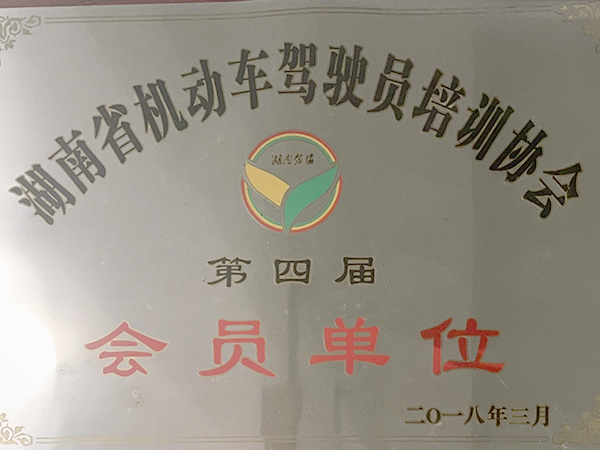 湖南省机动车驾驶员培训协会
第四届
会员单位
二〇一八年三月